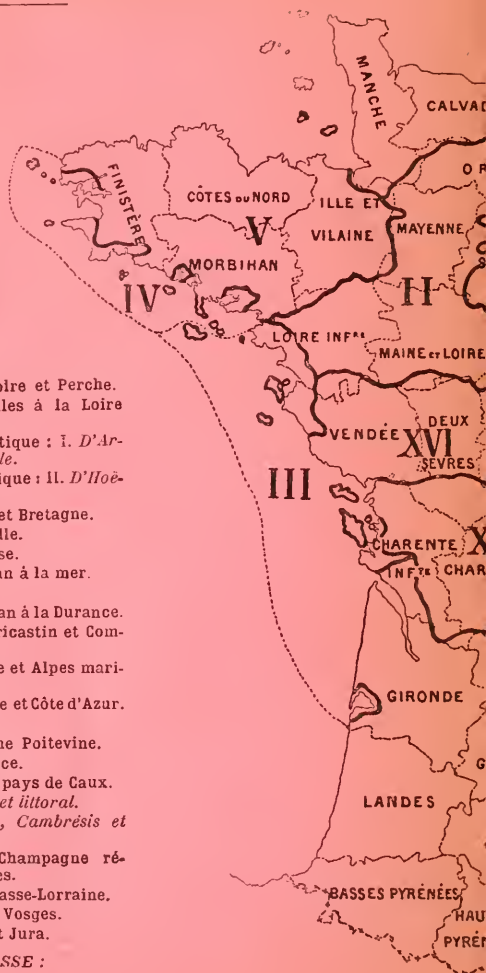 oire et Perche.
les à la Loire
tique : I. D'Ar-
le.
ique : II. D'Hoë-
et Bretagne.
lle.
se.
an à la mer.
an à la Durance.
ricastin et Com-
e et Alpes mari-
e et Côte d'Azur.
ne Poitevine.
ce.
pays de Caux.
et littoral.
, Cambrésis et
Champagne ré-
es.
asse-Lorraine.
Vosges.
t Jura.
SSE :
MANCHE
CALVAD
FINISTÈRE
CÔTES DU NORD
ILLE ET
VILAINE
MAYENNE
OR
V
MORBIHAN
IV
II
S
LOIRE INFRE
MAINE ET LOIRE
VENDÉE
XVI
DEUX
SÈVRES
III
CHARENTE
INFRE
X
CHAR
GIRONDE
G
LANDES
BASSES PYRÉNÉES
HAU
PYRÉN